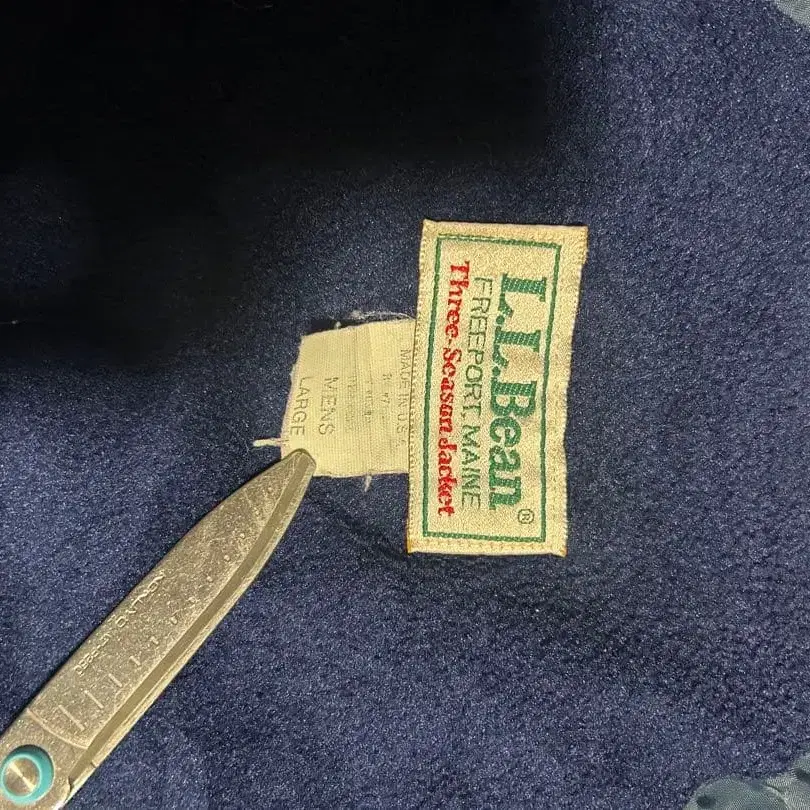 L.L.Bean®
FREEPORT, MAINE
Three-Season Jacket
MADE IN U.S.A.
MENS
LARGE